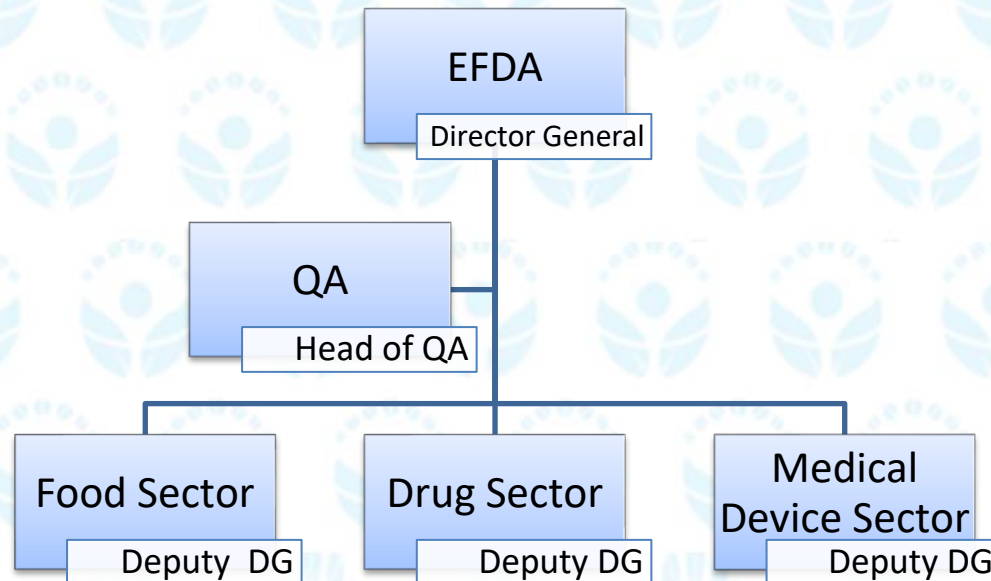 EFDA
Director General
QA
Head of QA
Food Sector
Deputy DG
Drug Sector
Deputy DG
Medical
Device Sector
Deputy DG